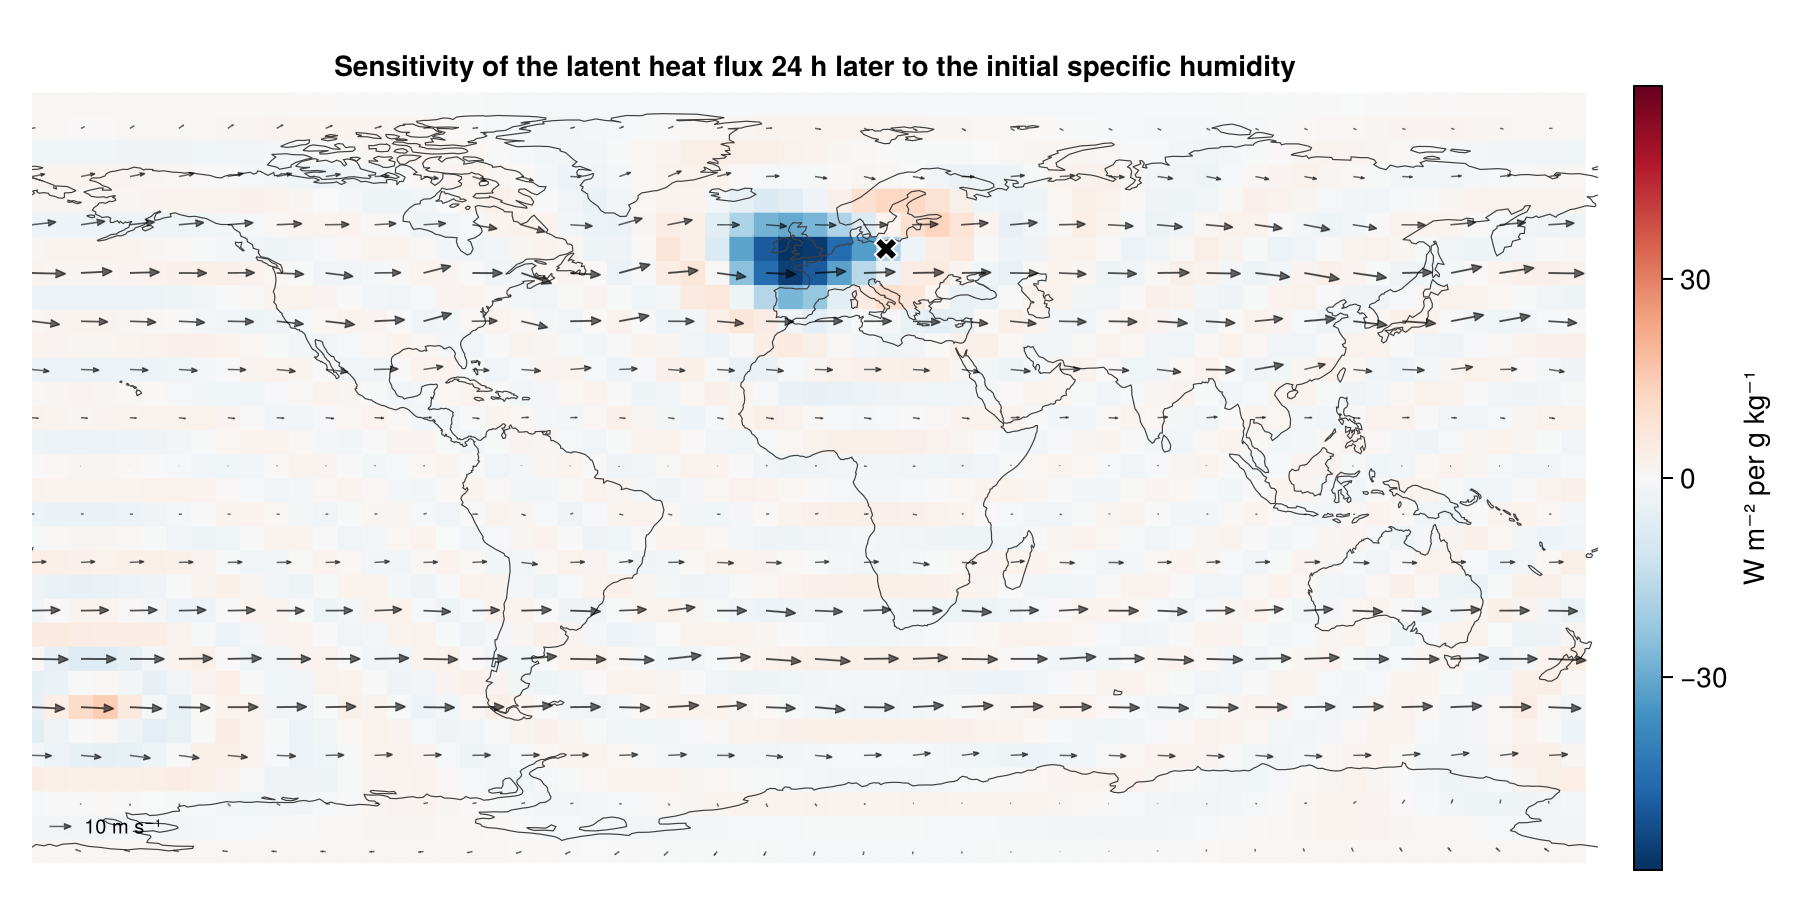 Sensitivity of the latent heat flux 24 h later to the initial specific humidity
30
0
−30
W m⁻² per g kg⁻¹
10 m s⁻¹